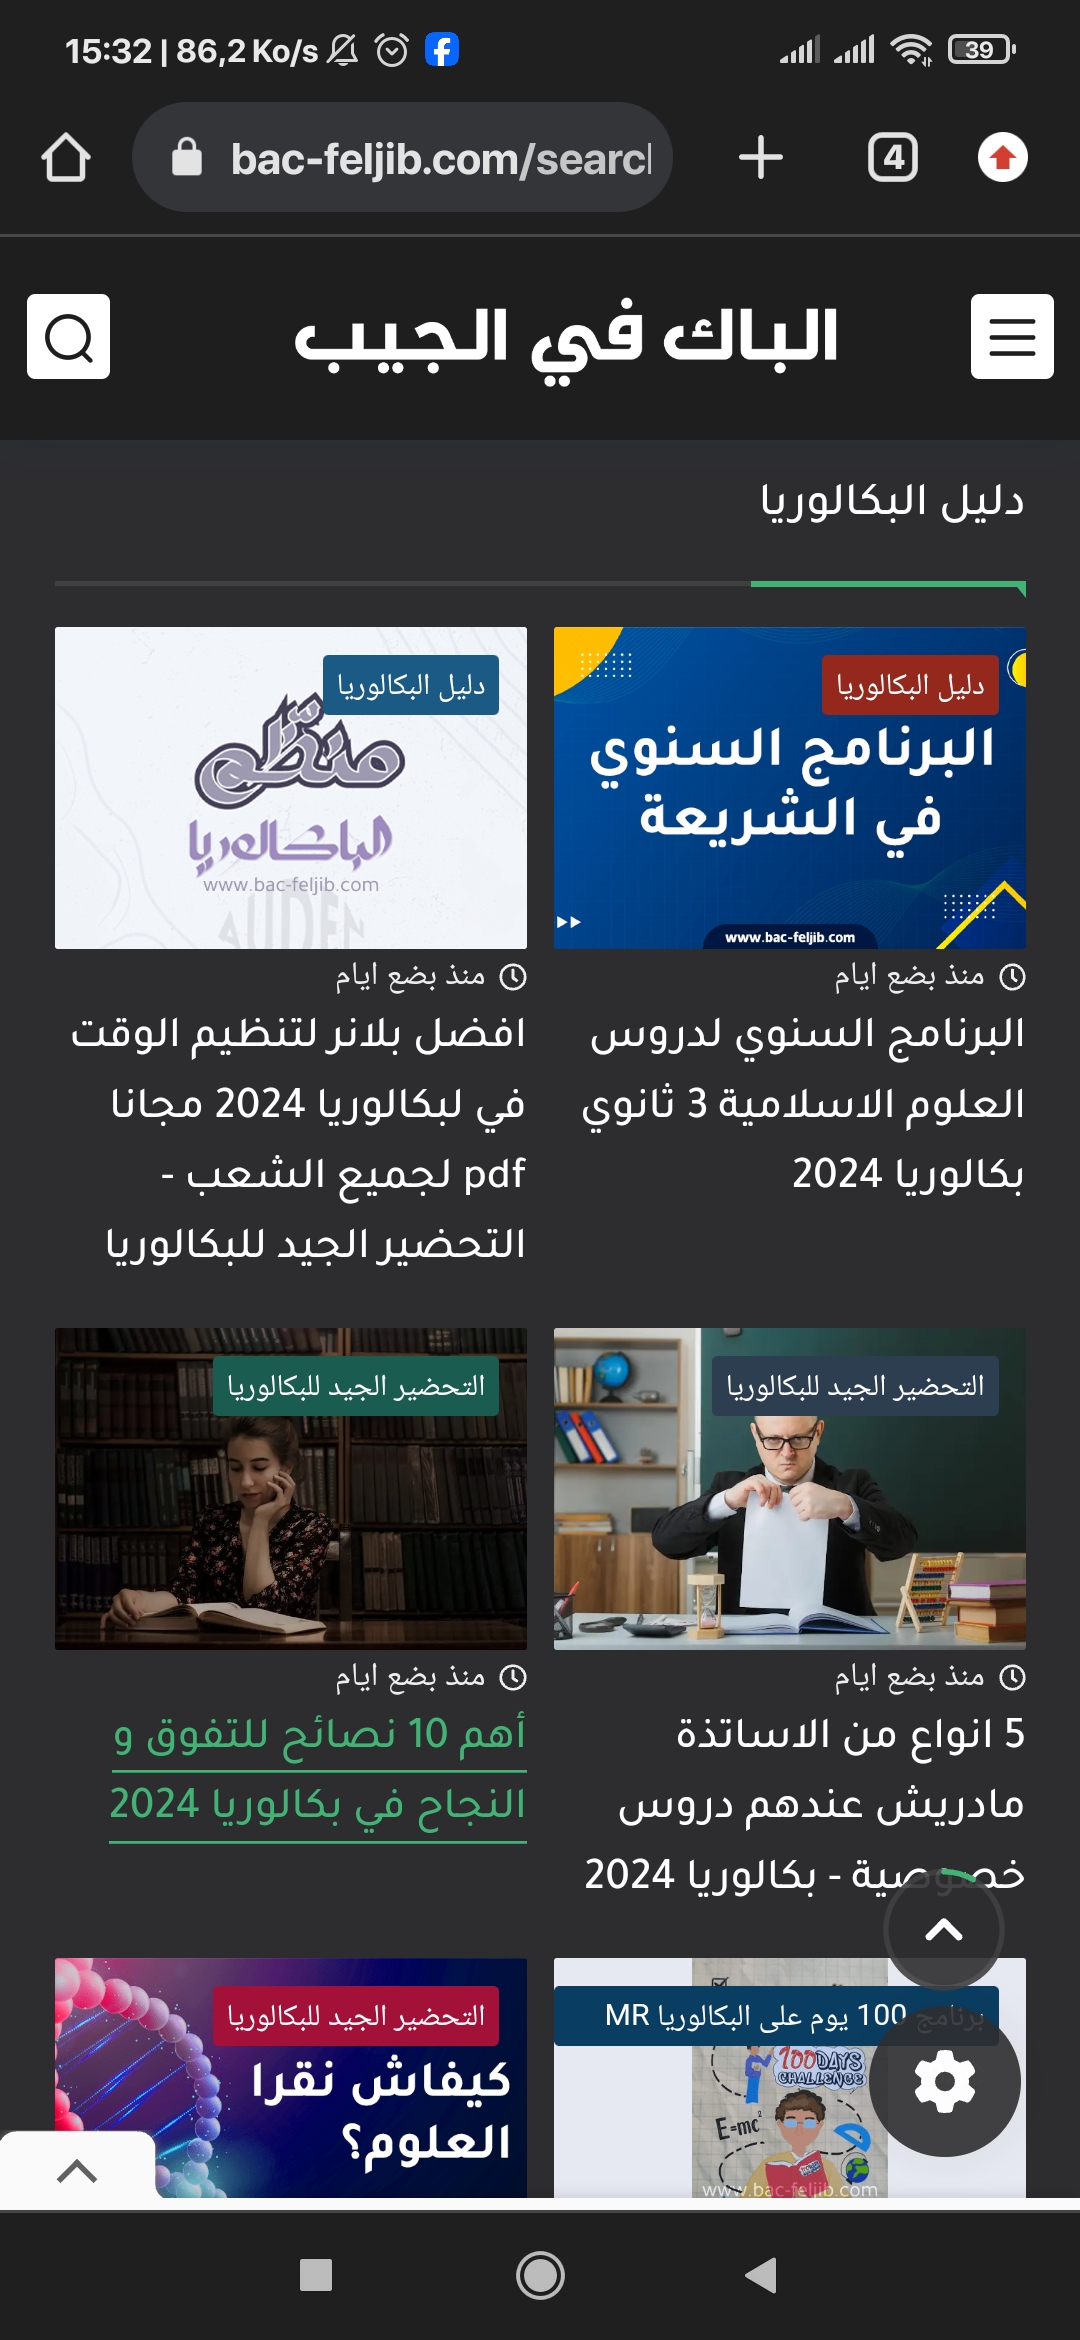 15:32 | 86,2 Ko/s
39
bac-feljib.com/search
4
الباك في الجيب
دليل البكالوريا
دليل البكالوريا
البرنامج السنوي
في الشريعة
www.bac-feljib.com
منذ بضع ايام
البرنامج السنوي لدروس
العلوم الاسلامية 3 ثانوي
بكالوريا 2024
دليل البكالوريا
منظم
الباكالوريا
www.bac-feljib.com
AUDEN
منذ بضع ايام
افضل بلانر لتنظيم الوقت
في لبكالوريا 2024 مجانا
pdf لجميع الشعب -
التحضير الجيد للبكالوريا
التحضير الجيد للبكالوريا
منذ بضع ايام
5 انواع من الاساتذة
مادريش عندهم دروس
خصوصية - بكالوريا 2024
التحضير الجيد للبكالوريا
منذ بضع ايام
أهم 10 نصائح للتفوق و
النجاح في بكالوريا 2024
برنامج 100 يوم على البكالوريا MR
100DAYS
CHALLENGE
E=mc²
www.bac-feljib.com
التحضير الجيد للبكالوريا
كيفاش نقرا
العلوم؟